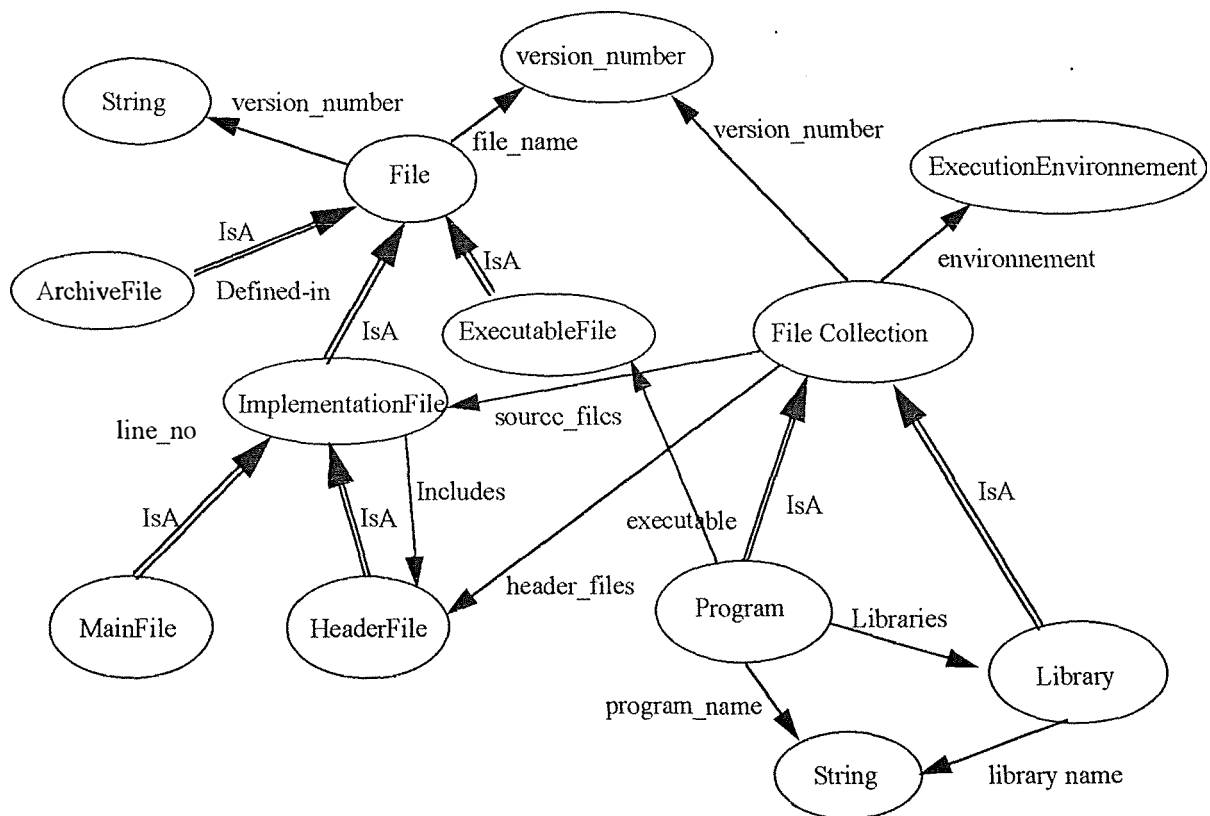 version_number
String
version_number
file_name
version_number
File
ExecutionEnvironnement
IsA
IsA
environnement
ArchiveFile
Defined-in
IsA
ExecutableFile
File Collection
ImplementationFile
source_files
line_no
IsA
IsA
Includes
executable
IsA
IsA
header_files
MainFile
HeaderFile
Program
Libraries
Library
program_name
String
library name